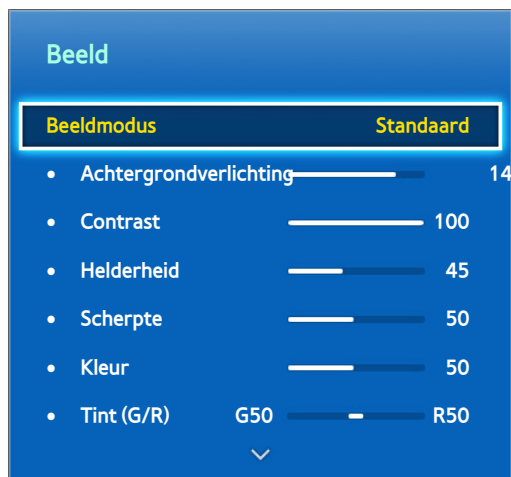 Beeld
Beeldmodus Standaard
• Achtergrondverlichting 14
• Contrast 100
• Helderheid 45
• Scherpte 50
• Kleur 50
• Tint (G/R) G50 R50